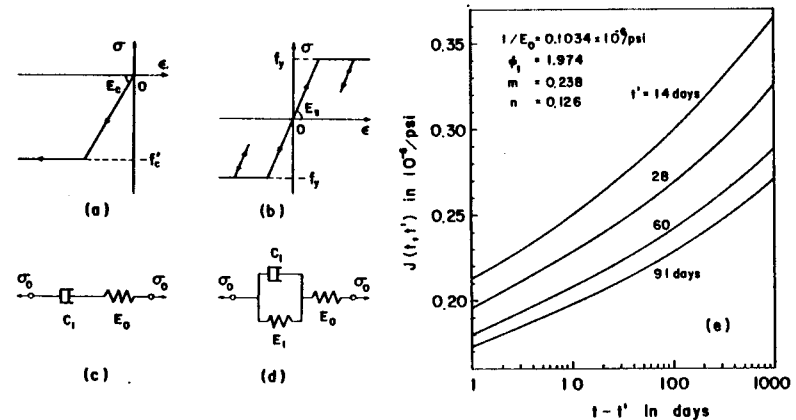 σ
ϵ
E_c
0
-f'_c
(a)
σ
f_y
E_s
0
ϵ
-f_y
(b)
σ_0
C_1
E_0
σ_0
(c)
C_1
σ_0
E_1
E_0
σ_0
(d)
J(t,t') in 10⁻⁶/psi
0.35
0.30
0.25
0.20
1/E_0=0.1034x10⁻⁶/psi
ϕ_1 = 1.974
m = 0.238
n = 0.126
t'=14 days
28
60
91 days
(e)
1
10
100
1000
t-t' in days